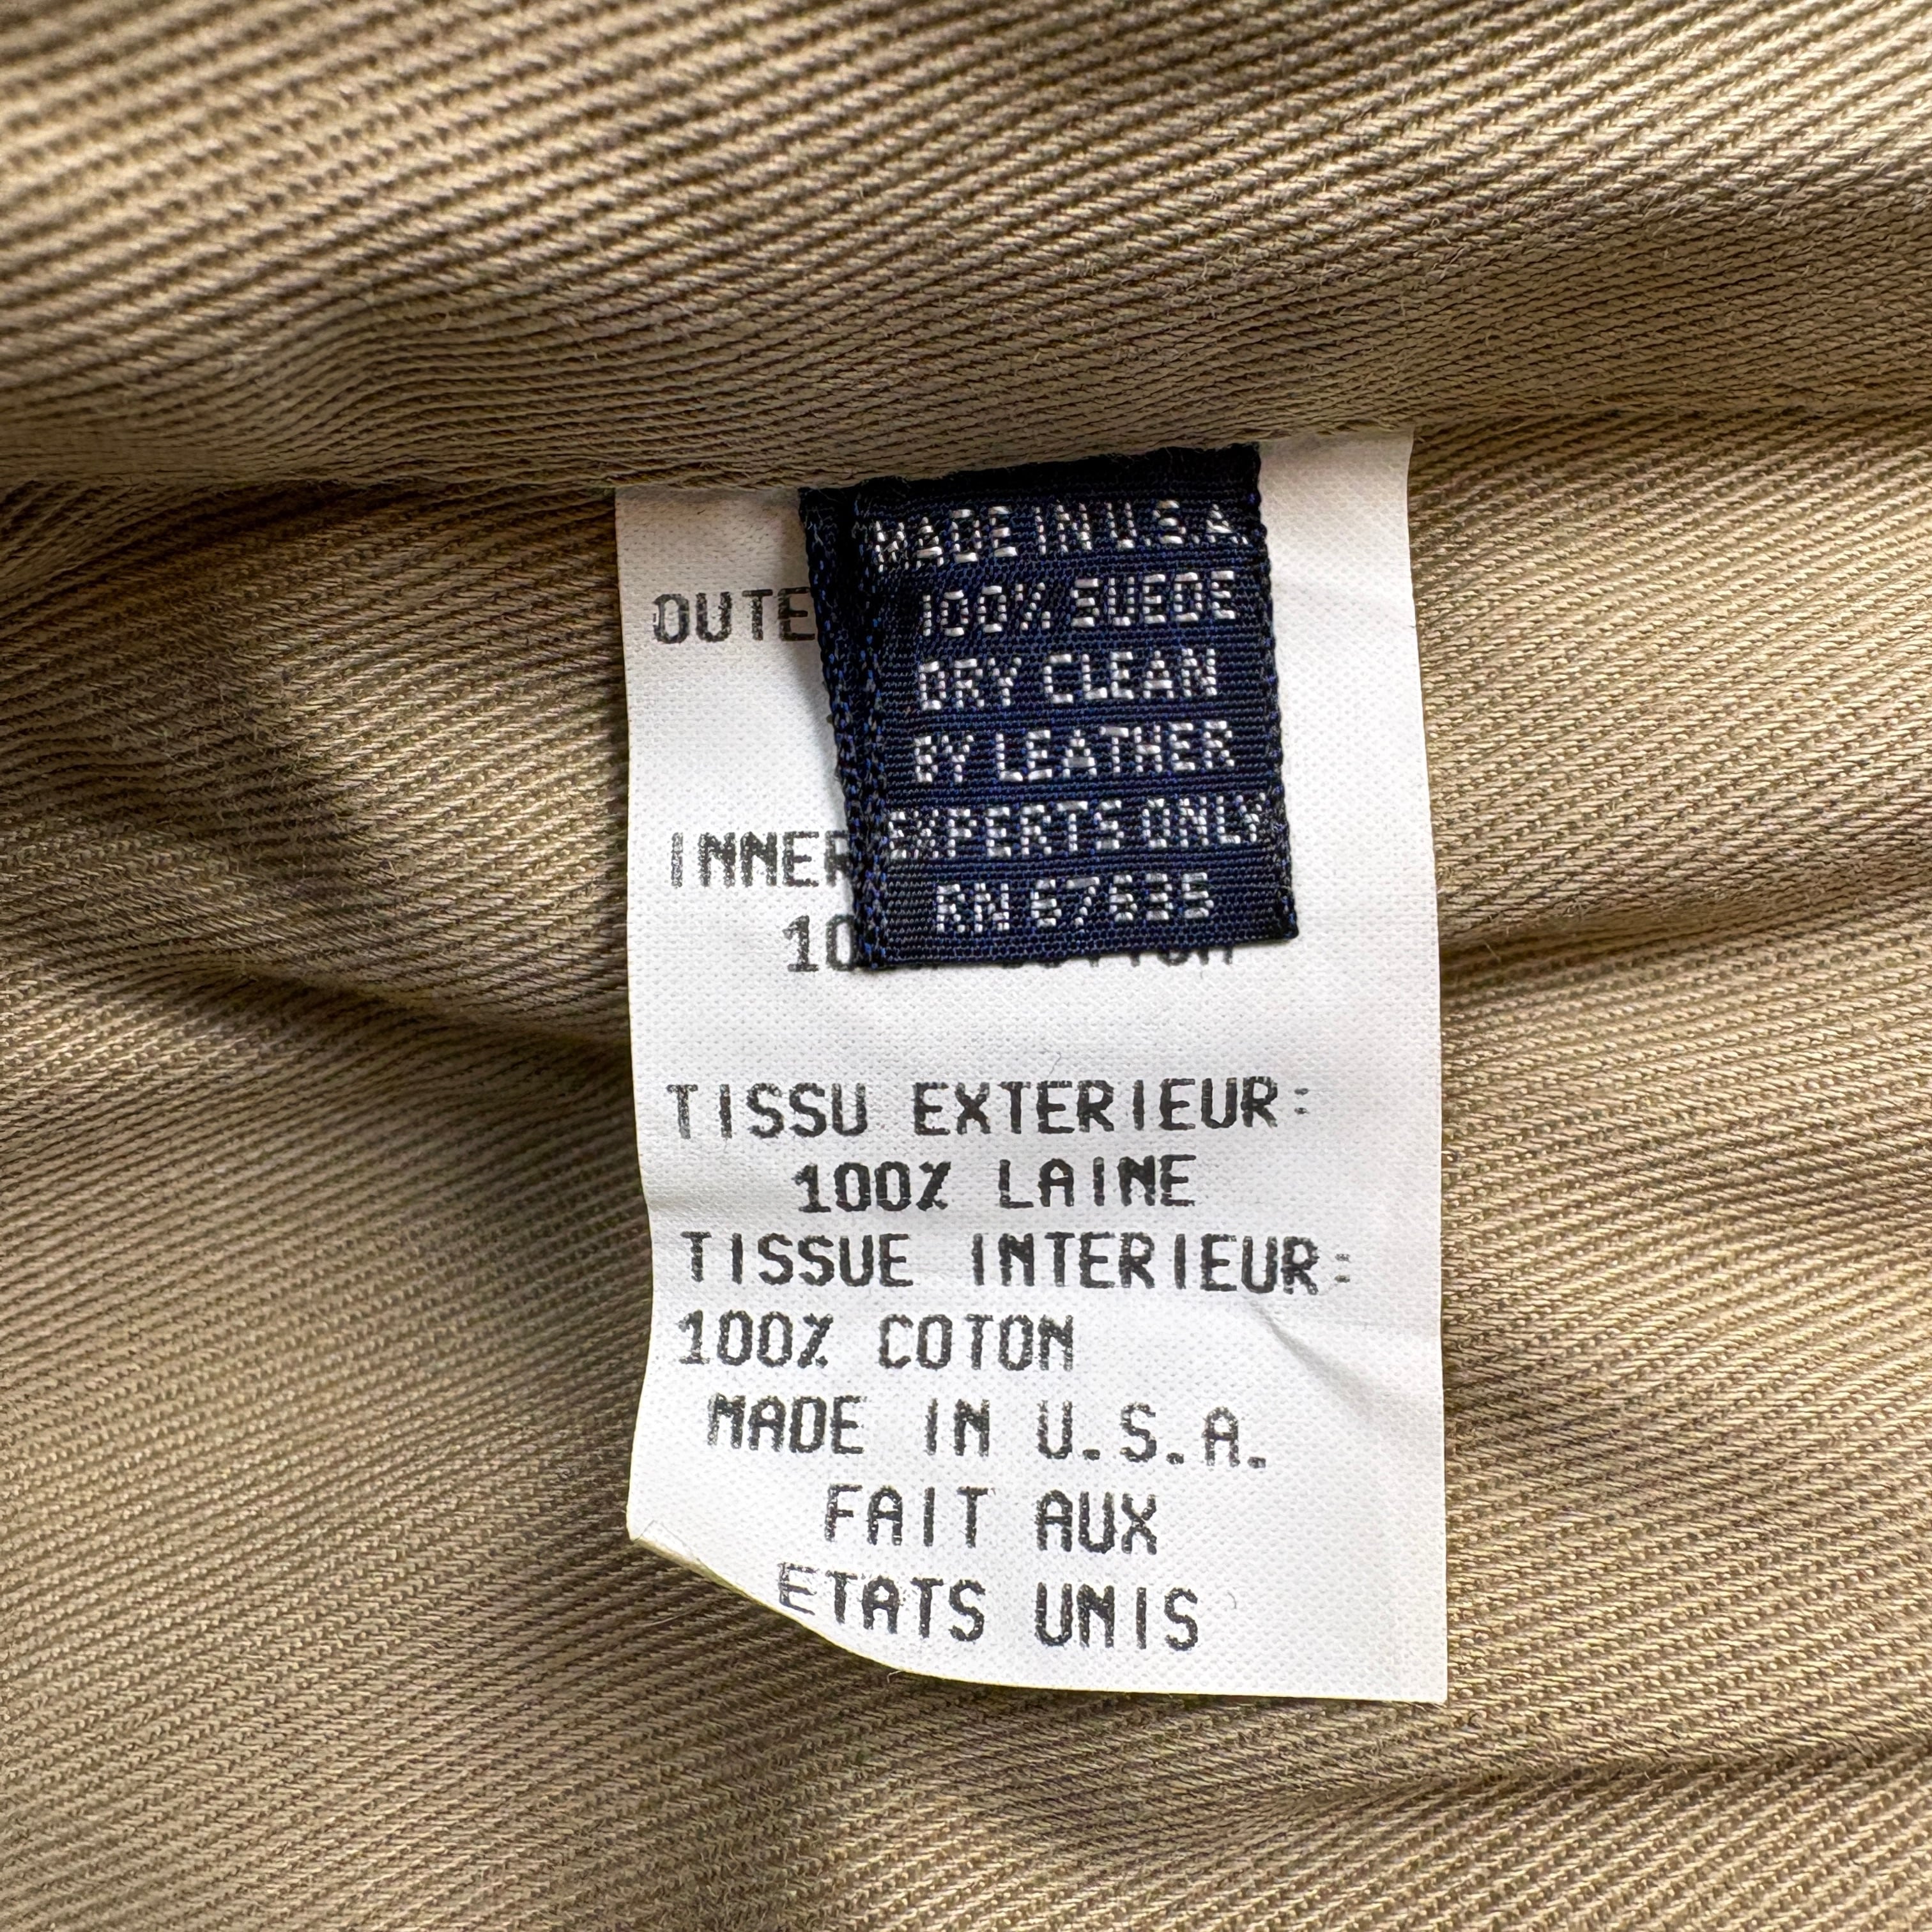 MADE IN U.S.A.
100% SUEDE
DRY CLEAN
BY LEATHER
EXPERTS ONLY
RN 67635
OUTE
INNER
10
TISSU EXTERIEUR:
100% LAINE
TISSUE INTERIEUR:
100% COTON
MADE IN U.S.A.
FAIT AUX
ETATS UNIS